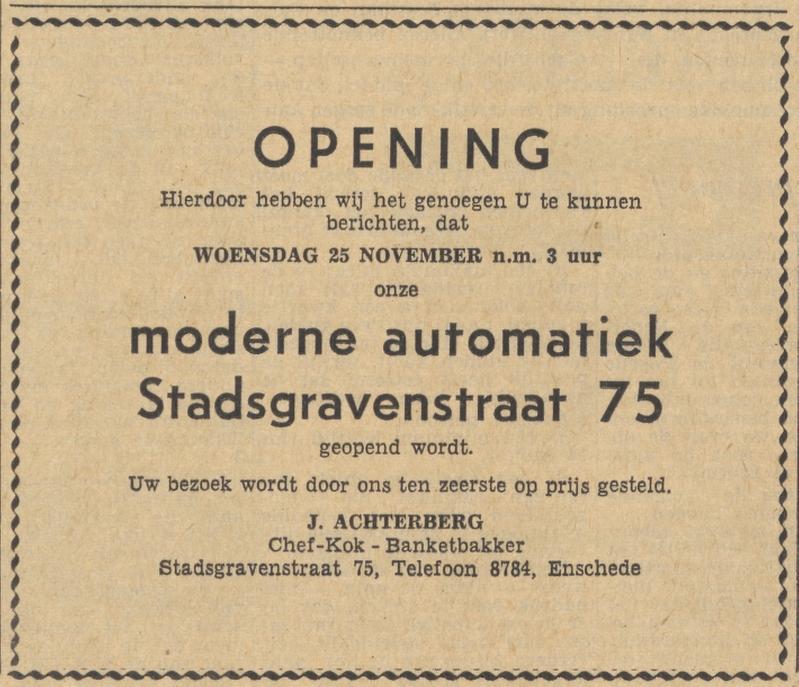 OPENING
Hierdoor hebben wij het genoegen U te kunnen
berichten, dat
WOENSDAG 25 NOVEMBER n.m. 3 uur
onze
moderne automatiek
Stadsgravenstraat 75
geopend wordt.
Uw bezoek wordt door ons ten zeerste op prijs gesteld.
J. ACHTERBERG
Chef-Kok - Banketbakker
Stadsgravenstraat 75, Telefoon 8784, Enschede